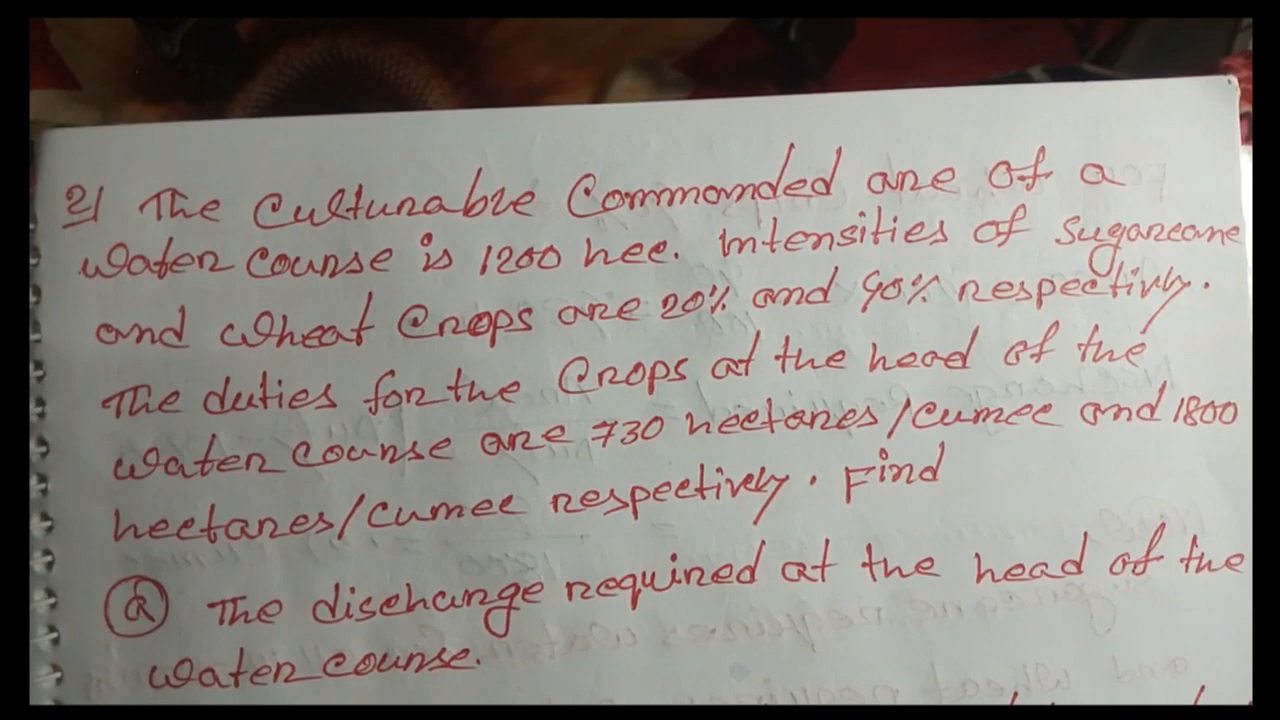 2) The Culturable Commanded are of a
water course is 1200 hec. Intensities of Sugarcane
and wheat Crops are 20% and 40% respectively.
The duties for the Crops at the head of the
water course are 730 hectares/cumec and 1800
hectares/cumec respectively. Find
(a) The discharge required at the head of the
water course.